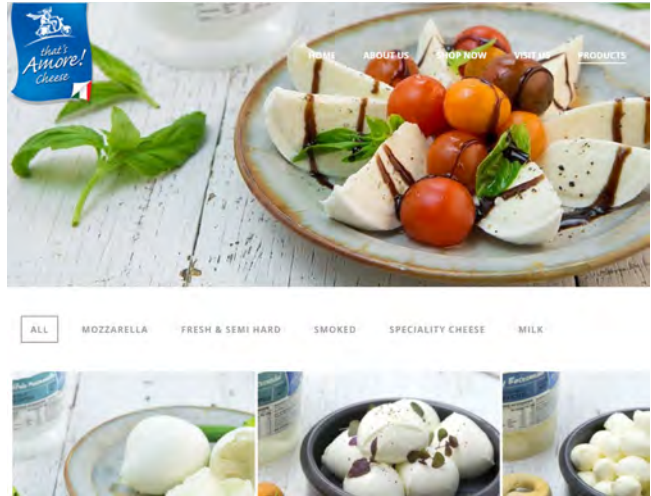 that's
Amore!
Cheese
HOME ABOUT US SHOP NOW VISIT US PRODUCTS
ALL MOZZARELLA FRESH & SEMI HARD SMOKED SPECIALITY CHEESE MILK